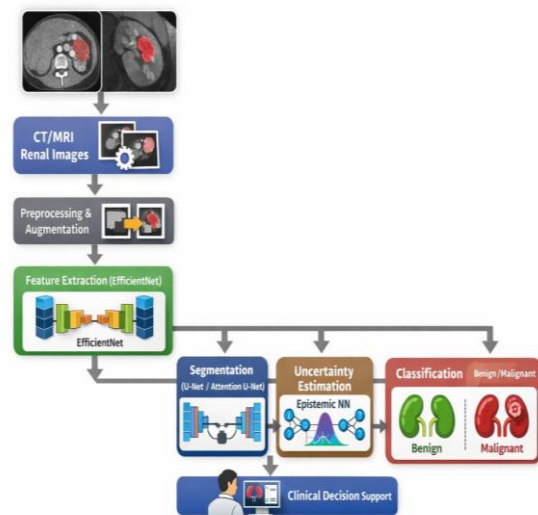 CT/MRI
Renal Images
Preprocessing &
Augmentation
Feature Extraction (EfficientNet)
EfficientNet
Segmentation
(U-Net / Attention U-Net)
Uncertainty
Estimation
Epistemic NN
Classification
Benign/Malignant
Benign
Malignant
Clinical Decision Support